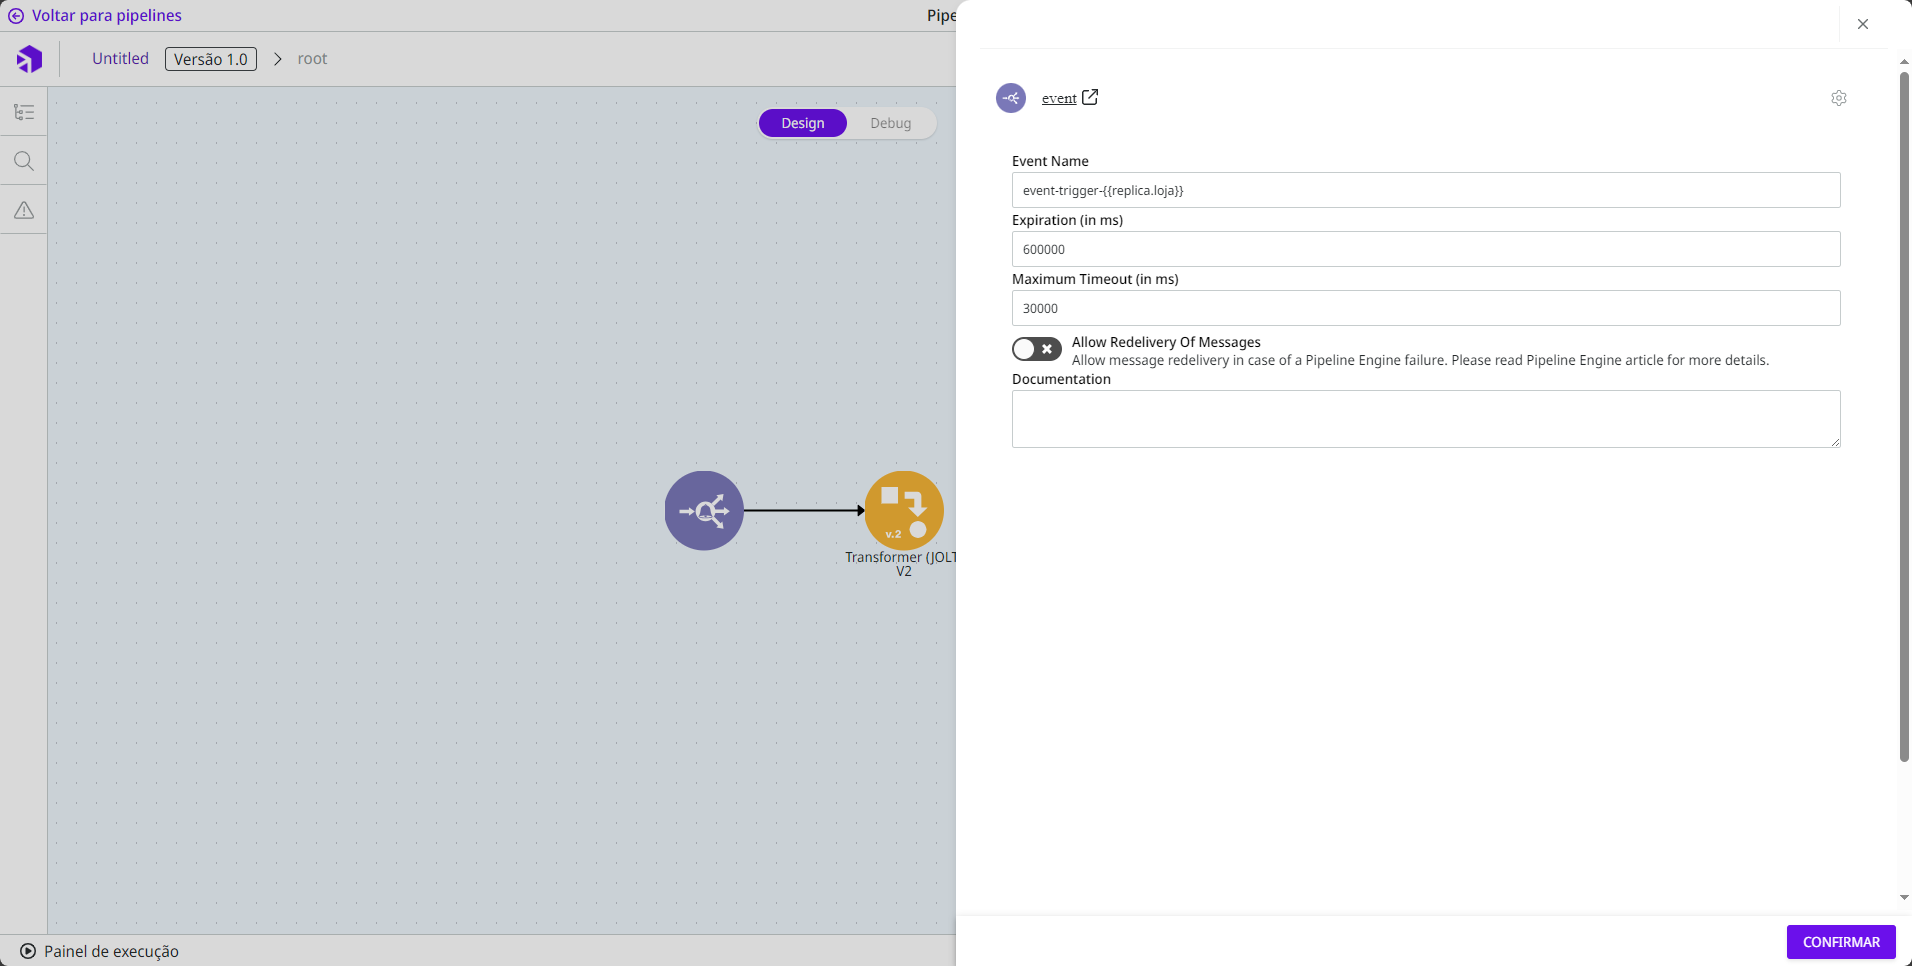 Voltar para pipelines
Pipe
Untitled
Versão 1.0
root
Design
Debug
event
Event Name
event-trigger-{{replica.loja}}
Expiration (in ms)
600000
Maximum Timeout (in ms)
30000
Allow Redelivery Of Messages
Allow message redelivery in case of a Pipeline Engine failure. Please read Pipeline Engine article for more details.
Documentation
v.2
Transformer (JOLT
V2
Painel de execução
CONFIRMAR